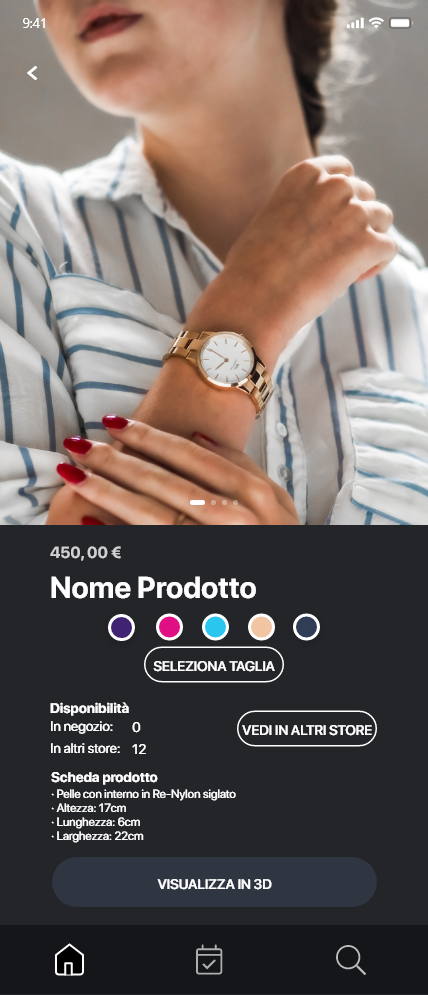 9:41
450,00 €
Nome Prodotto
SELEZIONA TAGLIA
Disponibilità
In negozio: 0
VEDI IN ALTRI STORE
In altri store: 12
Scheda prodotto
· Pelle con interno in Re-Nylon siglato
· Altezza: 17cm
· Lunghezza: 6cm
· Larghezza: 22cm
VISUALIZZA IN 3D